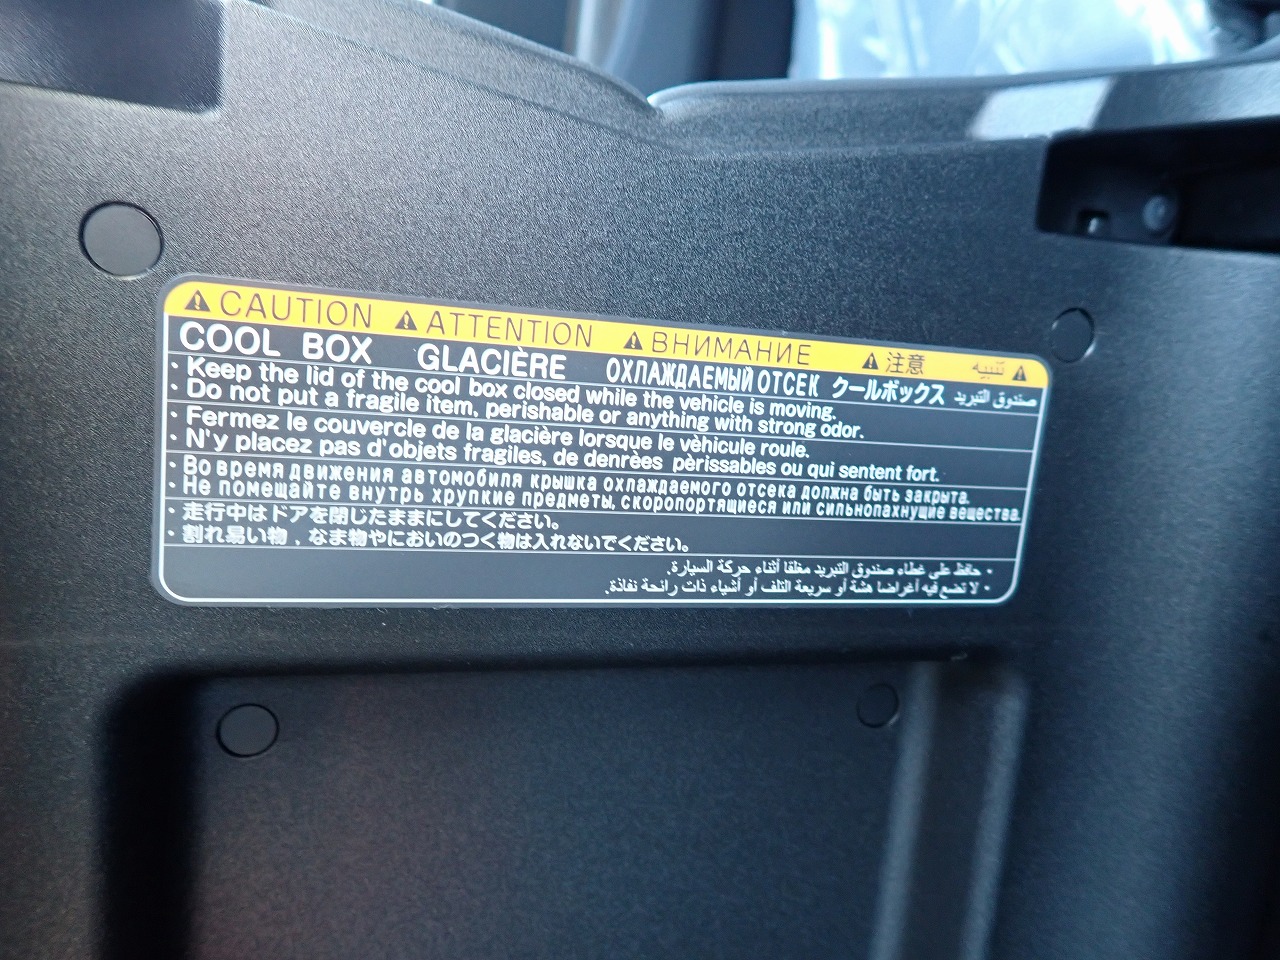 CAUTION ATTENTION ВНИМАНИЕ 注意 تنبيه
COOL BOX GLACIÈRE ОХЛАЖДАЕМЫЙ ОТСЕК クールボックス صندوق التبريد
・Keep the lid of the cool box closed while the vehicle is moving.
・Do not put a fragile item, perishable or anything with strong odor.
・Fermez le couvercle de la glacière lorsque le vèhicule roule.
・N'y placez pas d'objets fragiles, de denrèes pèrissables ou qui sentent fort.
・Во время движения автомобиля крышка охлаждаемого отсека должна быть закрыта.
・Не помещайте внутрь хрупкие предметы, скоропортящиеся или сильнопахнущие вещества.
・走行中はドアを閉じたままにしてください。
・割れ易い物，なま物やにおいのつく物は入れないでください。
・حافظ على غطاء صندوق التبريد مغلقا أثناء حركة السيارة.
・لا تضع فيه أغراضا هشة أو سريعة التلف أو أشياء ذات رائحة نفاذة.